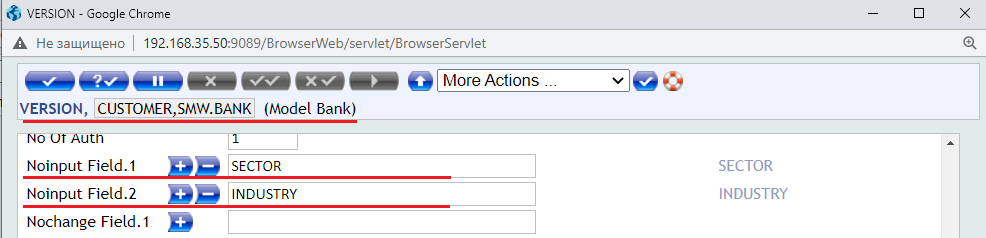 VERSION - Google Chrome
Не защищено 192.168.35.50:9089/BrowserWeb/servlet/BrowserServlet
More Actions ...
VERSION, CUSTOMER,SMW.BANK (Model Bank)
No Of Auth 1
Noinput Field.1 SECTOR SECTOR
Noinput Field.2 INDUSTRY INDUSTRY
Nochange Field.1